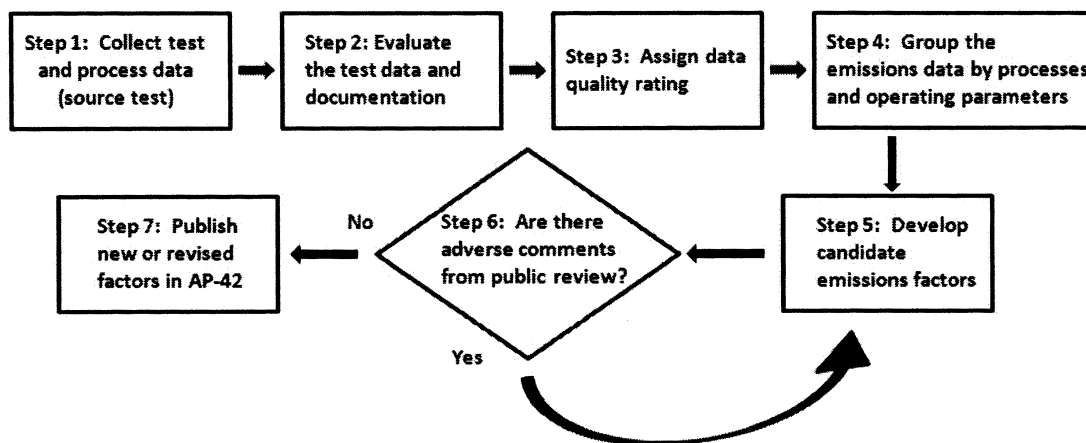 Step 1: Collect test
and process data
(source test)
Step 2: Evaluate
the test data and
documentation
Step 3: Assign data
quality rating
Step 4: Group the
emissions data by processes
and operating parameters
Step 5: Develop
candidate
emissions factors
Step 6: Are there
adverse comments
from public review?
No
Yes
Step 7: Publish
new or revised
factors in AP-42